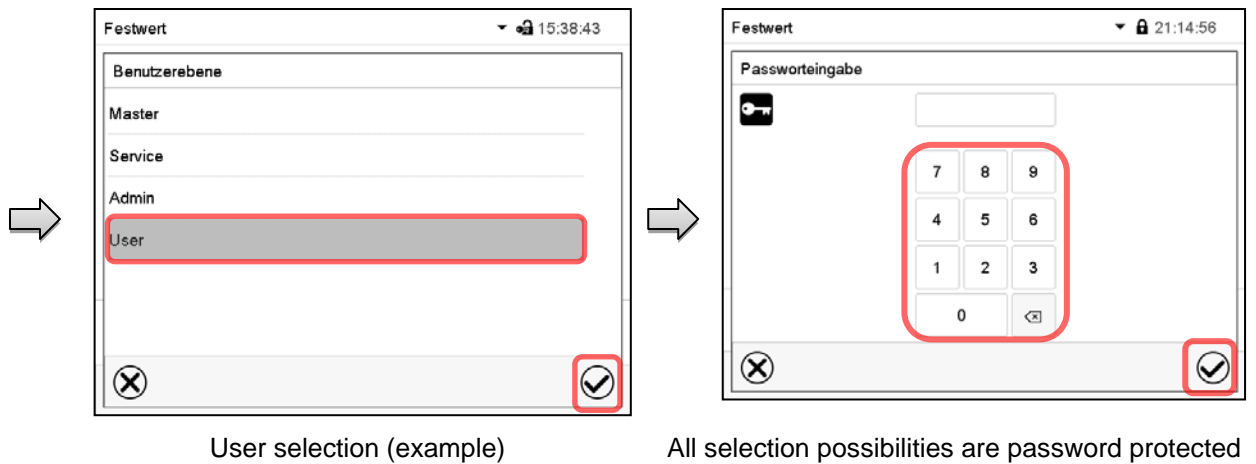 Festwert 15:38:43
Benutzerebene
Master
Service
Admin
User
User selection (example)
Festwert 21:14:56
Passworteingabe
7 8 9
4 5 6
1 2 3
0
All selection possibilities are password protected